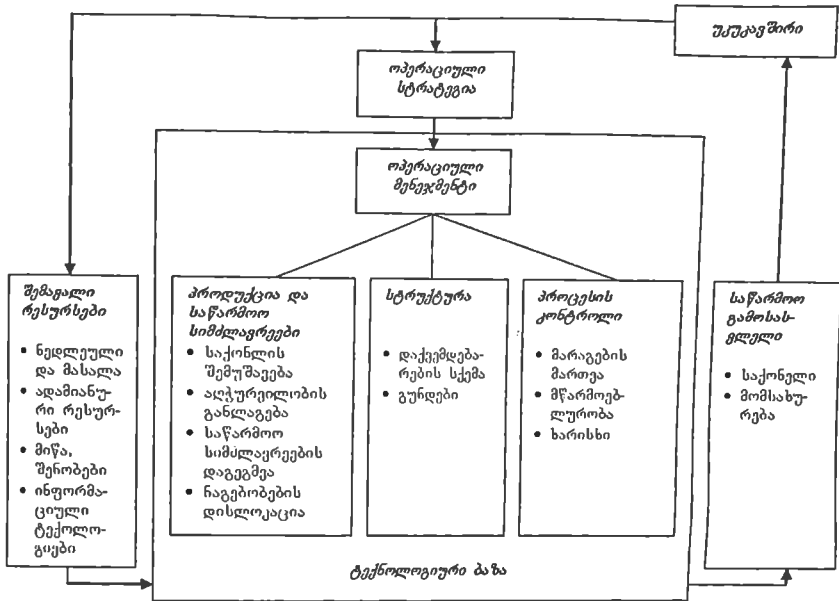 უკუკავშირი
ოპერაციული
სტრატეგია
ოპერაციული
მენეჯმენტი
შემავალი
რესურსები
• ნედლეული
და მასალა
• ადამიანუ-
რი რესურ-
სები
• მიწა,
შენობები
• ინფორმა-
ციული
ტექოლო-
გიები
პროდუქცია და
საწარმოო
სიმძლავრეები
• საქონლის
შემუშავება
• აღჭურვილობის
განლაგება
• საწარმოო
სიმძლავრეების
დაგეგმვა
• ნაგებობების
დისლოკაცია
სტრუქტურა
• დაქვემდება-
რების სქემა
• გუნდები
პროცესის
კონტროლი
• მარაგების
მართვა
• მწარმოებ-
ლურობა
• ხარისხი
საწარმოო
გამოსას-
ვლელი
• საქონელი
• მომსახუ-
რება
ტექნოლოგიური ბაზა